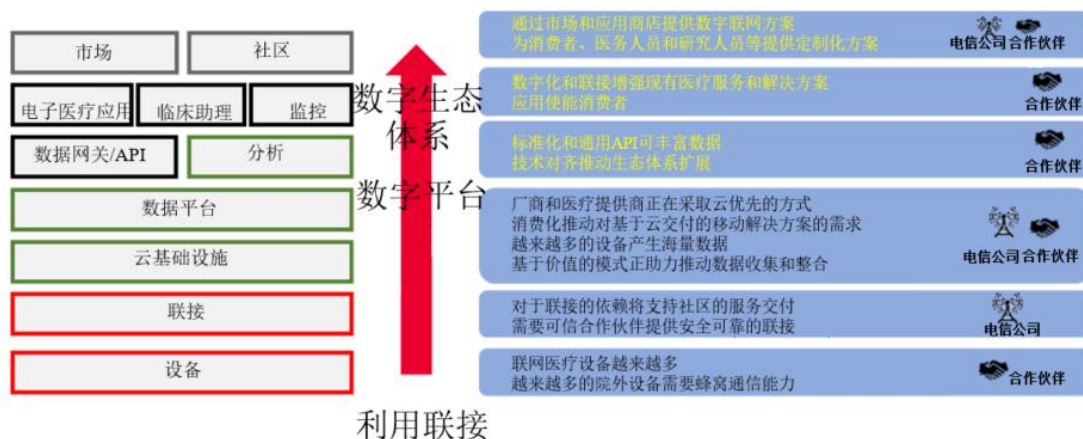 市场
社区
电子医疗应用
临床助理
监控
数据网关/API
分析
数据平台
云基础设施
联接
设备
数字生态
体系
数字平台
利用联接
通过市场和应用商店提供数字联网方案
为消费者、医务人员和研究人员等提供定制化方案
电信公司 合作伙伴
数字化和联接增强现有医疗服务和解决方案
应用使能消费者
合作伙伴
标准化和通用API可丰富数据
技术对齐推动生态体系扩展
合作伙伴
厂商和医疗提供商正在采取云优先的方式
消费化推动对基于云交付的移动解决方案的需求
越来越多的设备产生海量数据
基于价值的模式正助力推动数据收集和整合
电信公司 合作伙伴
对于联接的依赖将支持社区的服务交付
需要可信合作伙伴提供安全可靠的联接
电信公司
联网医疗设备越来越多
越来越多的院外设备需要蜂窝通信能力
合作伙伴